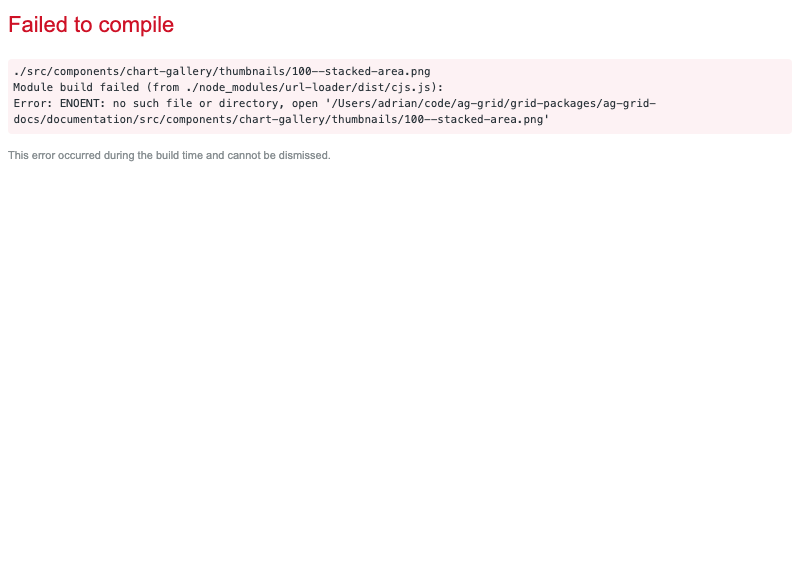 Failed to compile
./src/components/chart-gallery/thumbnails/100--stacked-area.png
Module build failed (from ./node_modules/url-loader/dist/cjs.js):
Error: ENOENT: no such file or directory, open '/Users/adrian/code/ag-grid/grid-packages/ag-grid-
docs/documentation/src/components/chart-gallery/thumbnails/100--stacked-area.png'
This error occurred during the build time and cannot be dismissed.